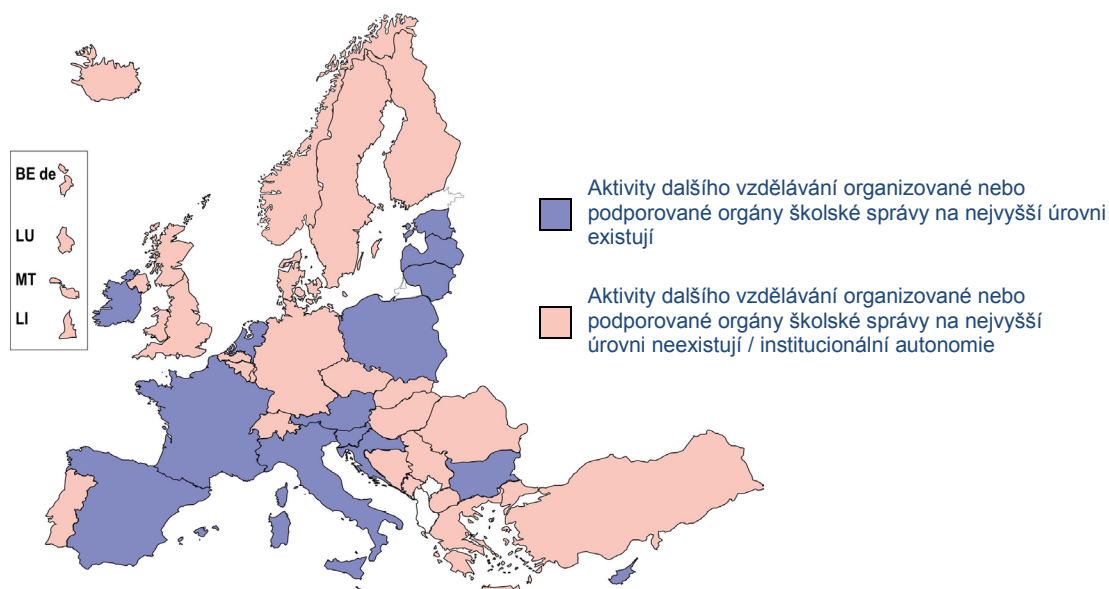 BE de
LU
MT
LI
Aktivity dalšího vzdělávání organizované nebo
podporované orgány školské správy na nejvyšší úrovni
existují
Aktivity dalšího vzdělávání organizované nebo
podporované orgány školské správy na nejvyšší
úrovni neexistují / institucionální autonomie